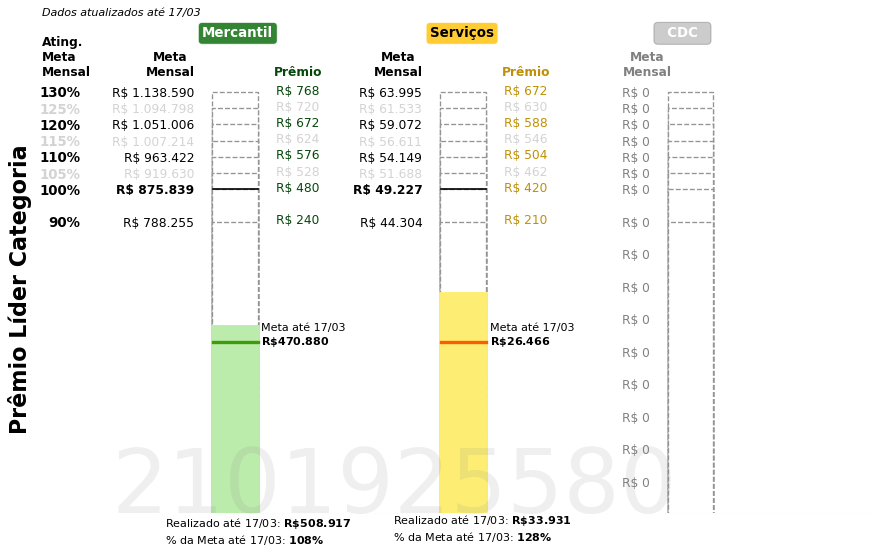 Dados atualizados até 17/03
Mercantil Serviços CDC
Ating.
Meta Meta Meta Meta
Mensal Mensal Prêmio Mensal Prêmio Mensal
130% R$ 1.138.590 R$ 768 R$ 63.995 R$ 672 R$ 0
125% R$ 1.094.798 R$ 720 R$ 61.533 R$ 630 R$ 0
120% R$ 1.051.006 R$ 672 R$ 59.072 R$ 588 R$ 0
115% R$ 1.007.214 R$ 624 R$ 56.611 R$ 546 R$ 0
110% R$ 963.422 R$ 576 R$ 54.149 R$ 504 R$ 0
105% R$ 919.630 R$ 528 R$ 51.688 R$ 462 R$ 0
100% R$ 875.839 R$ 480 R$ 49.227 R$ 420 R$ 0
90% R$ 788.255 R$ 240 R$ 44.304 R$ 210 R$ 0
R$ 0
R$ 0
R$ 0
Meta até 17/03 Meta até 17/03
R$470.880 R$26.466
R$ 0
R$ 0
R$ 0
R$ 0
R$ 0
Prêmio Líder Categoria
2101925580
Realizado até 17/03: R$508.917 Realizado até 17/03: R$33.931
% da Meta até 17/03: 108% % da Meta até 17/03: 128%